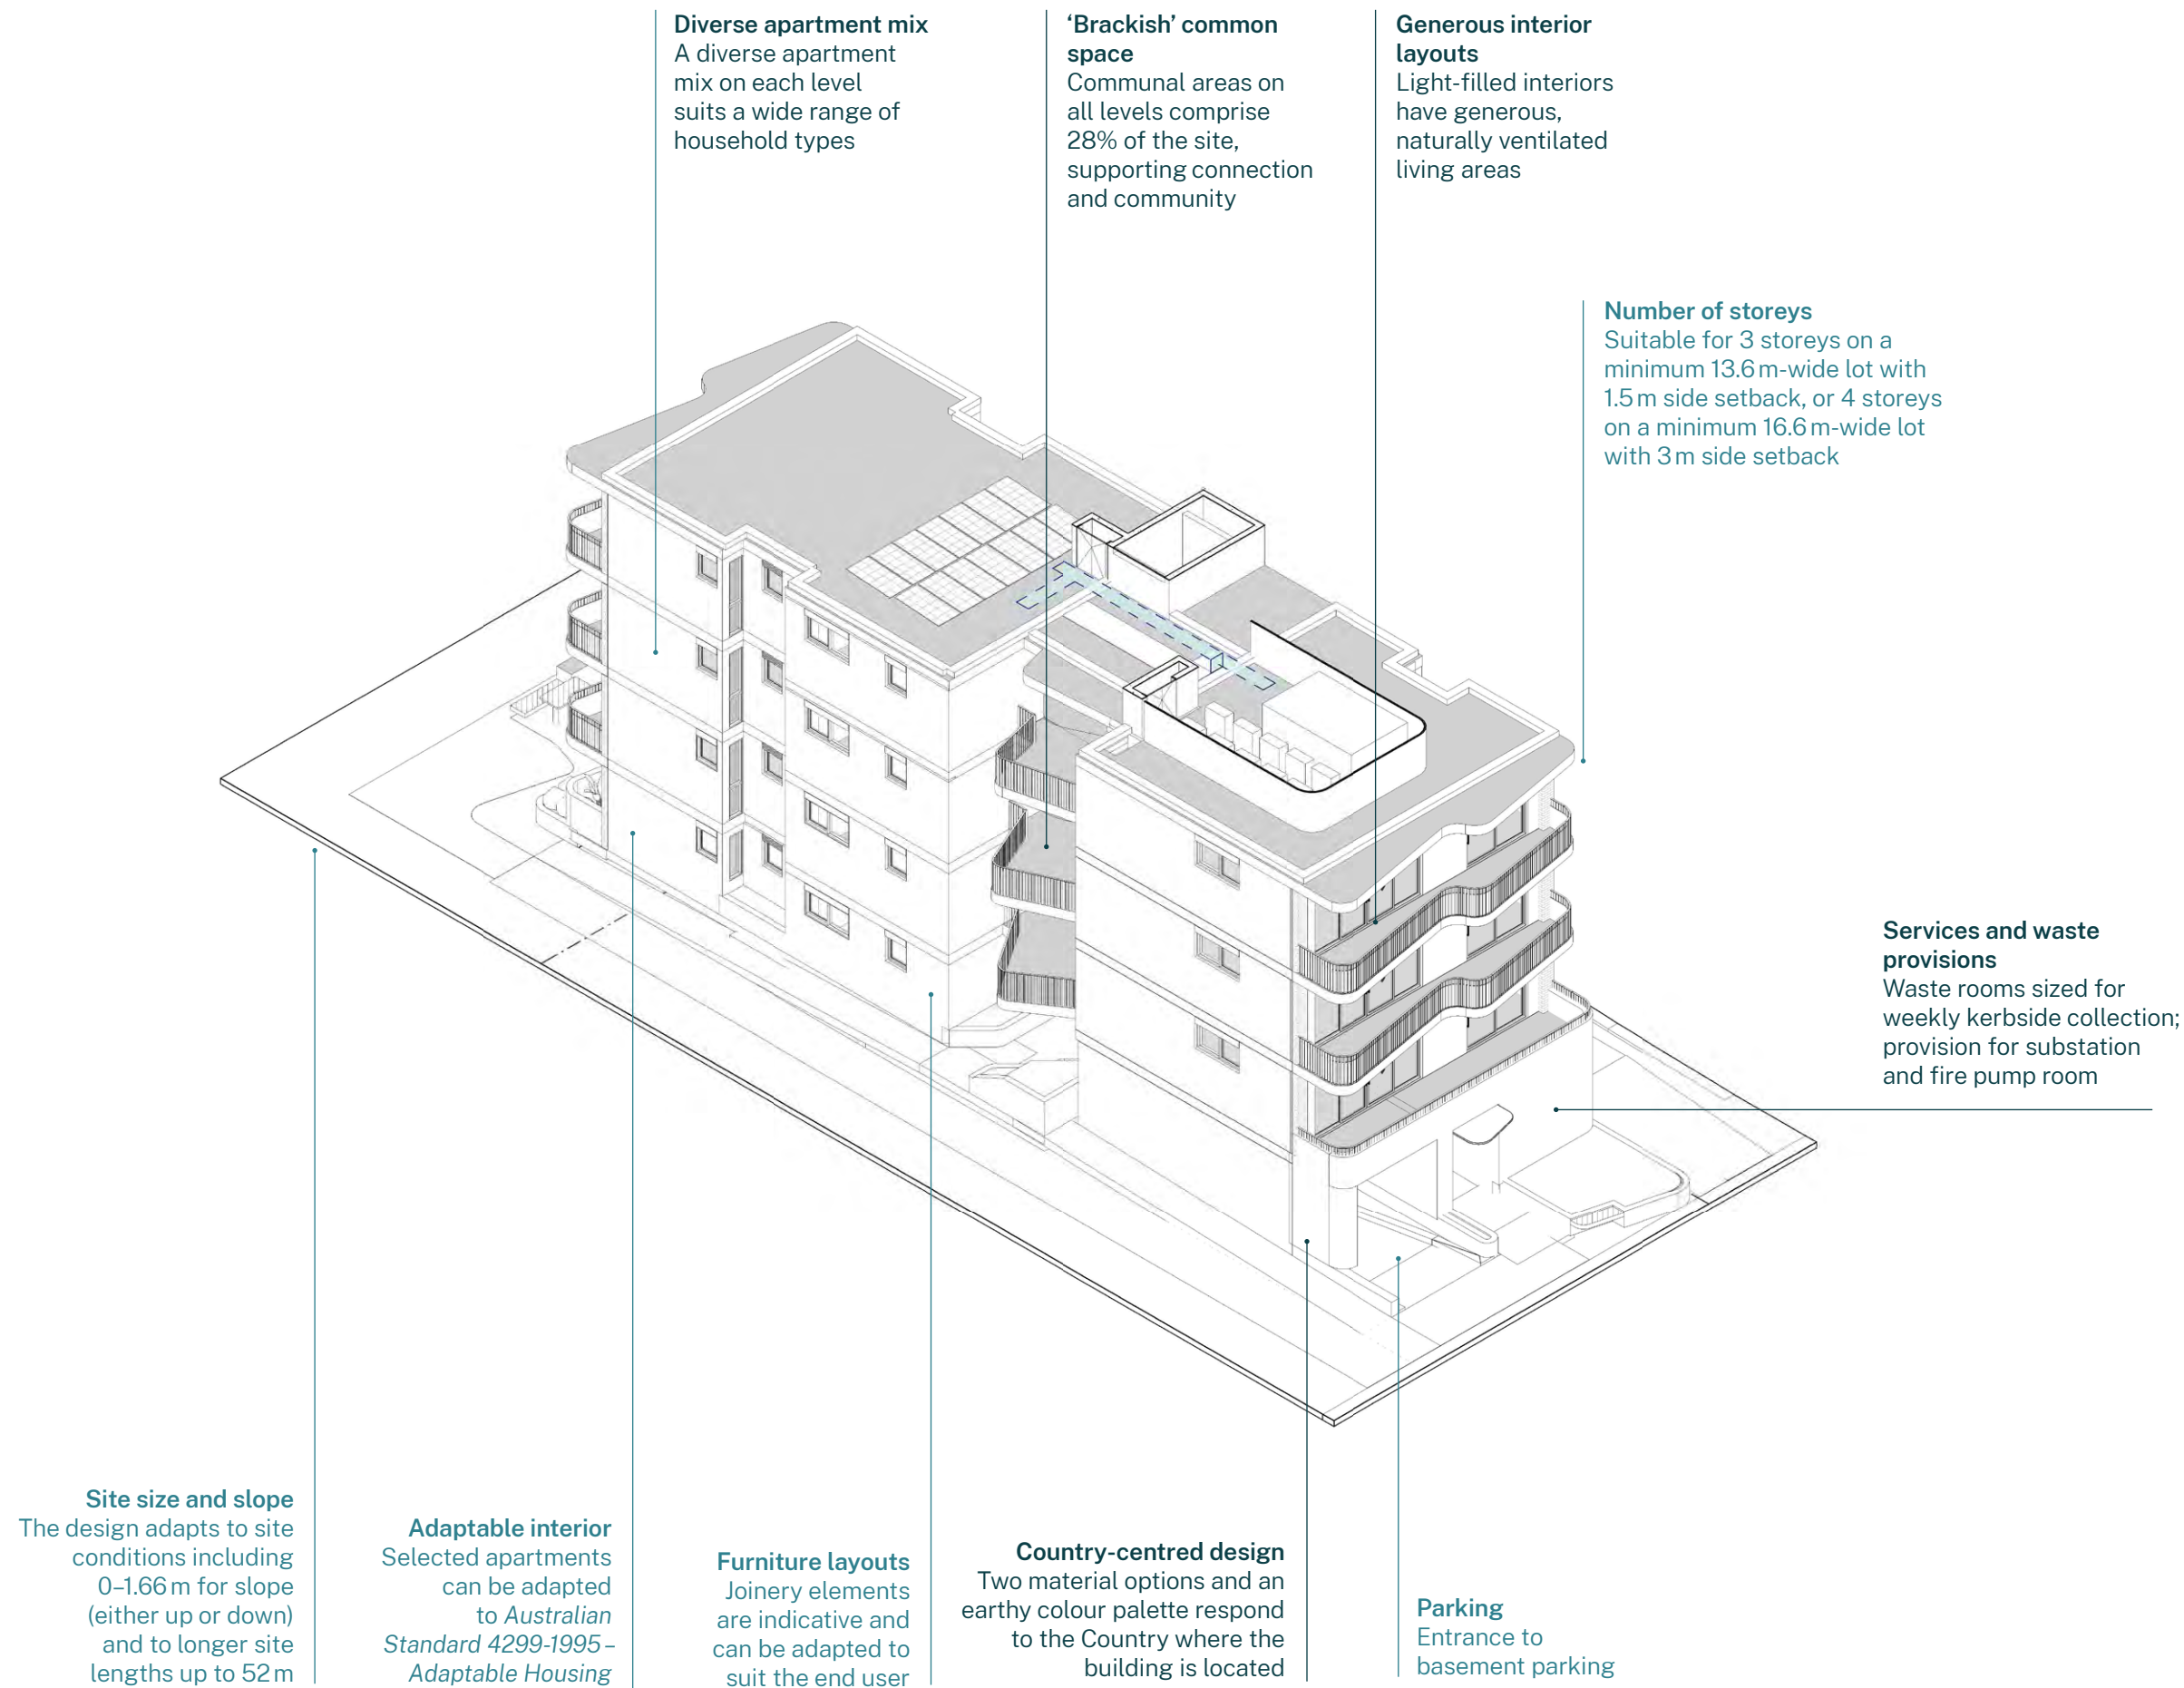 Diverse apartment mix
A diverse apartment
mix on each level
suits a wide range of
household types
‘Brackish’ common
space
Communal areas on
all levels comprise
28% of the site,
supporting connection
and community
Generous interior
layouts
Light-filled interiors
have generous,
naturally ventilated
living areas
Number of storeys
Suitable for 3 storeys on a
minimum 13.6 m-wide lot with
1.5 m side setback, or 4 storeys
on a minimum 16.6 m-wide lot
with 3 m side setback
Services and waste
provisions
Waste rooms sized for
weekly kerbside collection;
provision for substation
and fire pump room
Site size and slope
The design adapts to site
conditions including
0–1.66 m for slope
(either up or down)
and to longer site
lengths up to 52 m
Adaptable interior
Selected apartments
can be adapted
to Australian
Standard 4299-1995 –
Adaptable Housing
Furniture layouts
Joinery elements
are indicative and
can be adapted to
suit the end user
Country-centred design
Two material options and an
earthy colour palette respond
to the Country where the
building is located
Parking
Entrance to
basement parking